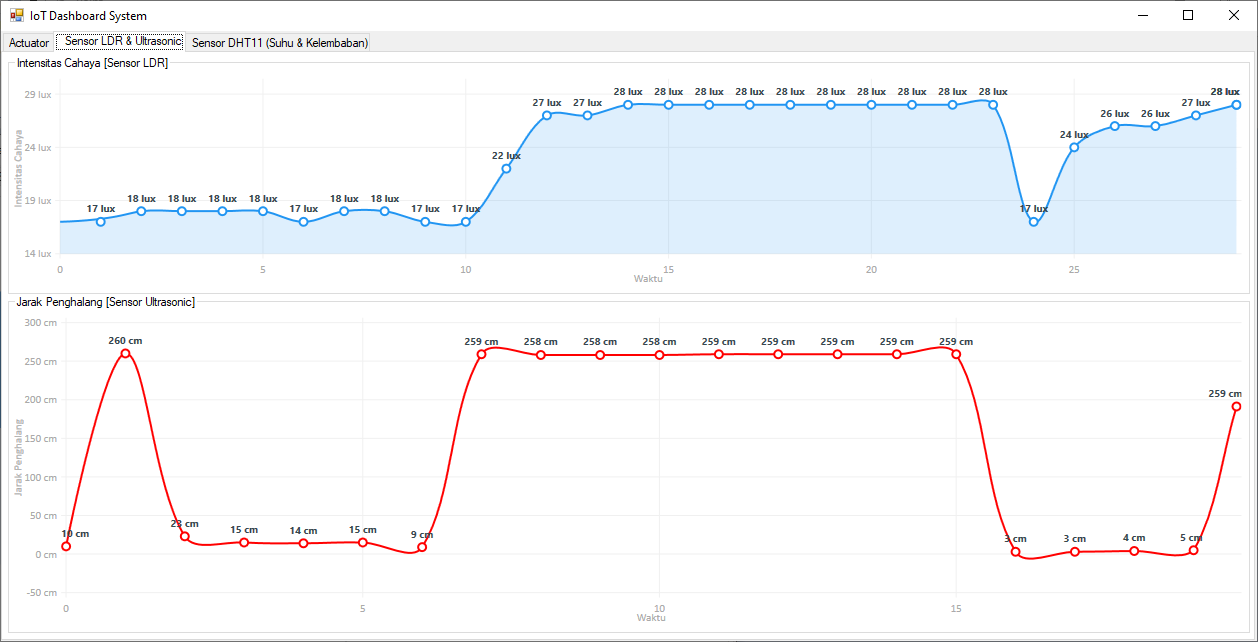 IoT Dashboard System
Actuator Sensor LDR & Ultrasonic Sensor DHT11 (Suhu & Kelembaban)
Intensitas Cahaya [Sensor LDR]
29 lux
24 lux
19 lux
14 lux
Intensitas Cahaya
17 lux 18 lux 18 lux 18 lux 18 lux 17 lux 18 lux 18 lux 17 lux 17 lux 22 lux 27 lux 27 lux 28 lux 28 lux 28 lux 28 lux 28 lux 28 lux 28 lux 28 lux 28 lux 28 lux 17 lux 24 lux 26 lux 26 lux 27 lux 28 lux
0 5 10 15 20 25
Waktu
Jarak Penghalang [Sensor Ultrasonic]
300 cm
250 cm
200 cm
150 cm
100 cm
50 cm
0 cm
-50 cm
Jarak Penghalang
10 cm 260 cm 23 cm 15 cm 14 cm 15 cm 9 cm 259 cm 258 cm 258 cm 258 cm 259 cm 259 cm 259 cm 259 cm 259 cm 3 cm 3 cm 4 cm 5 cm 259 cm
0 5 10 15
Waktu